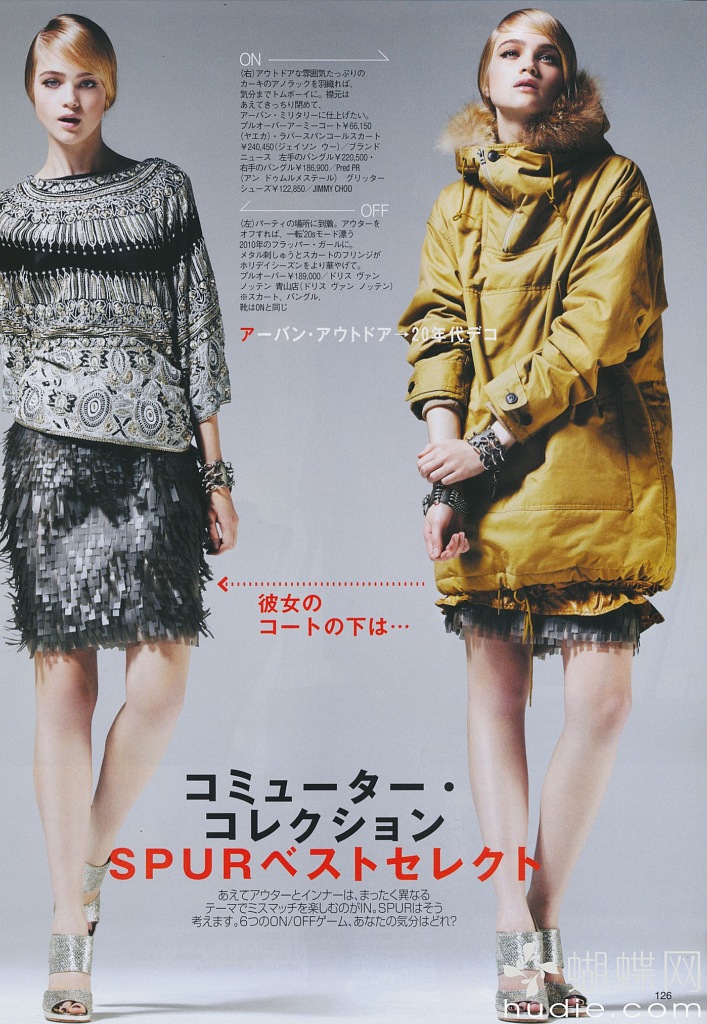 ON
(右)アウトドアな雰囲気たっぷりの
カーキのアノラックを羽織れば、
気分までトムボーイに。襟元は
あえてきっちり閉めて、
アーバン・ミリタリーに仕上げたい。
プルオーバーアーミーコート¥66,150
(ヤエカ)・ラバースパンコールスカート
¥240,450(ジェイソン ウー)/ブランド
ニュース 左手のバングル¥220,500・
右手のバングル¥186,900/Pred PR
(アン ドゥムルメステール) グリッター
シューズ¥122,850/JIMMY CHOO
OFF
(左)パーティの場所に到着。アウターを
オフすれば、一転'20sモード漂う
2010年のフラッパー・ガールに。
メタル刺しゅうとスカートのフリンジが
ホリデイシーズンをより華やげて。
プルオーバー¥189,000/ドリス ヴァン
ノッテン 青山店(ドリス ヴァン ノッテン)
※スカート、バングル、
靴はONと同じ
アーバン・アウトドア→20年代デコ
彼女の
コートの下は…
コミューター・
コレクション
SPURベストセレクト
あえてアウターとインナーは、まったく異なる
テーマでミスマッチを楽しむのがIN。SPURはそう
考えます。6つのON/OFFゲーム、あなたの気分はどれ?
蝴蝶网
126
hudie.com